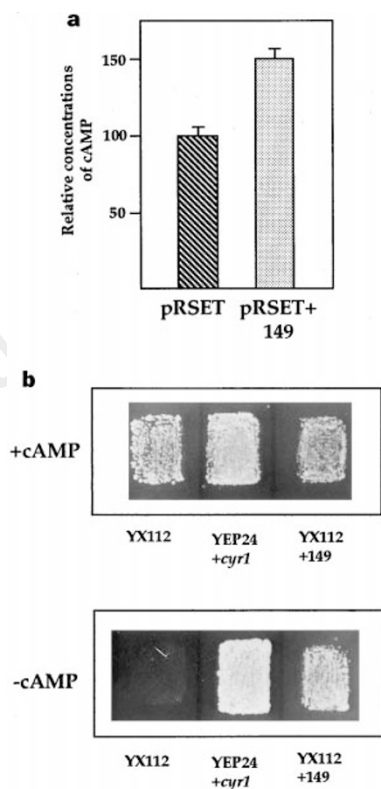 a
Relative concentrations
of cAMP
150
100
50
pRSET
pRSET+
149
b
+cAMP
YX112
YEP24
+cyr1
YX112
+149
-cAMP
YX112
YEP24
+cyr1
YX112
+149